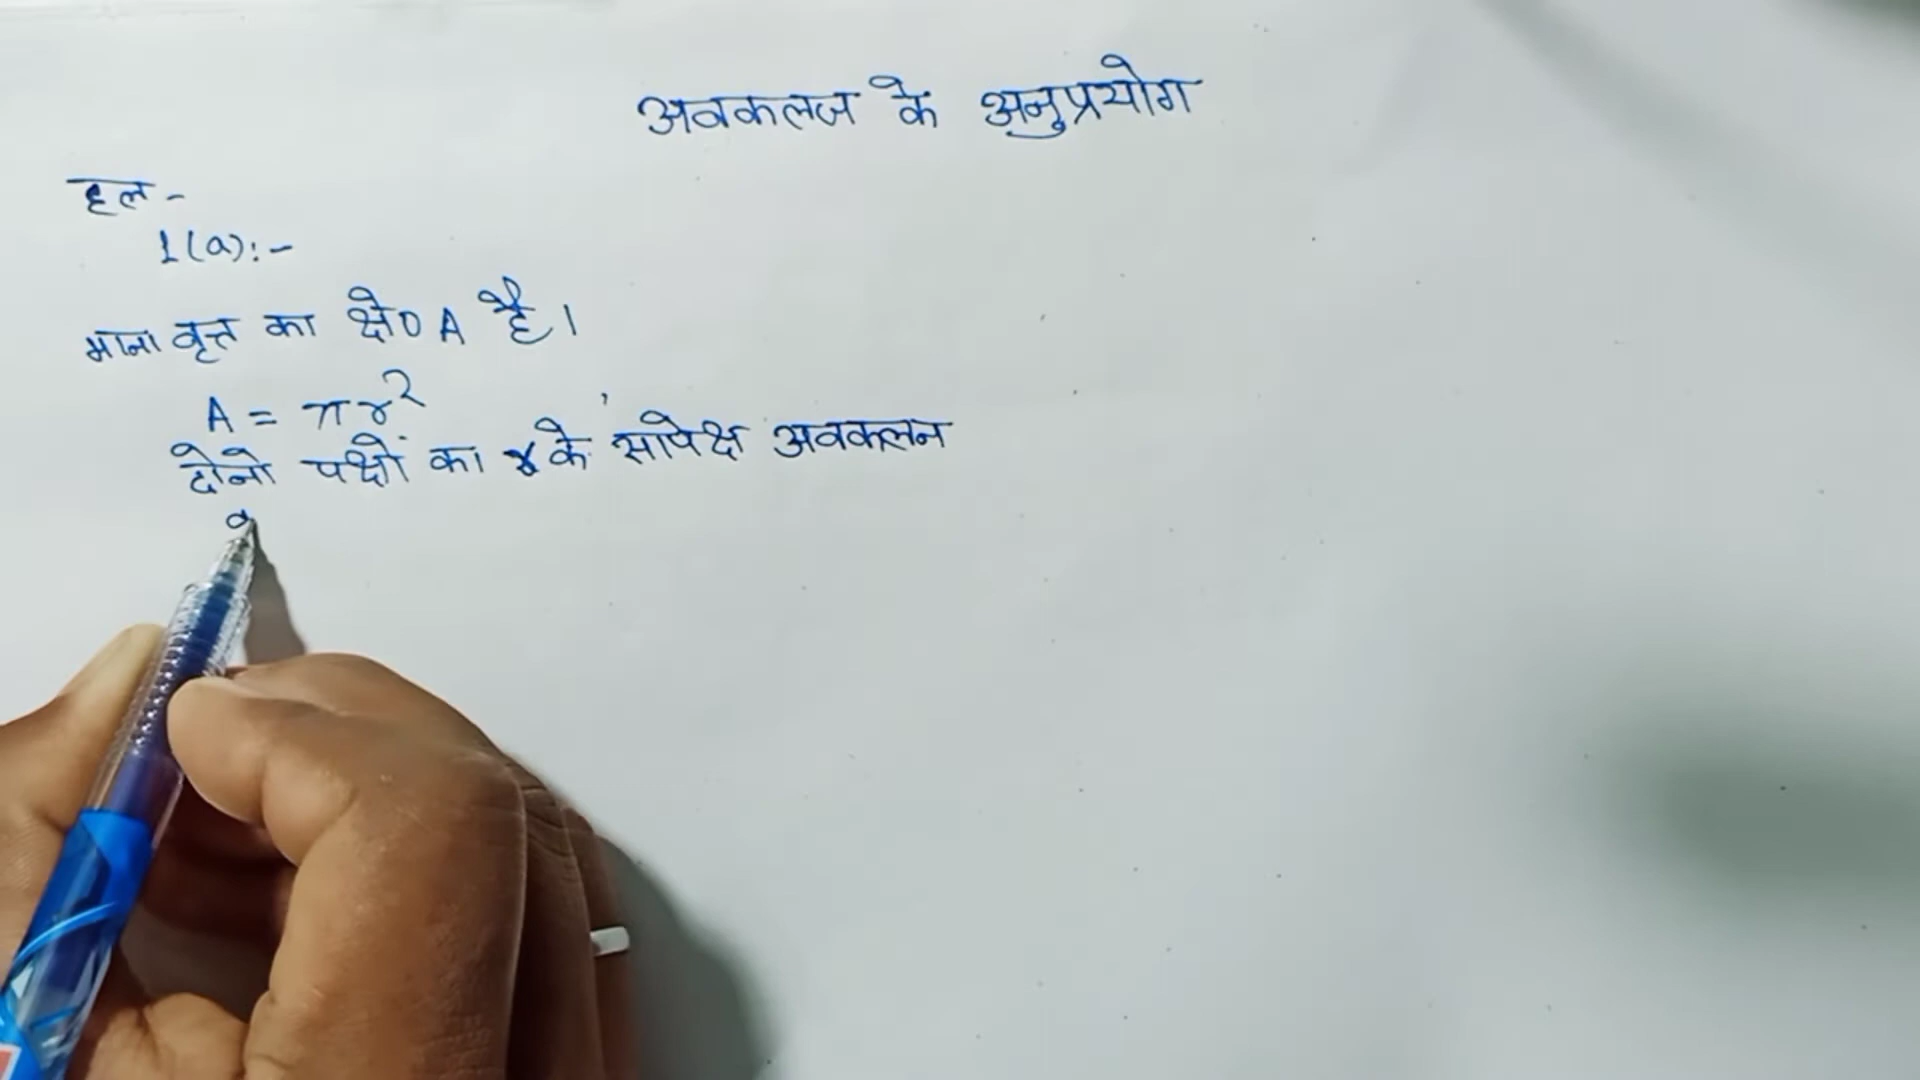 अवकलज के अनुप्रयोग
हल -
1(a):-
माना वृत्त का क्षे० A है।
A = πr²
दोनो पक्षों का r के सापेक्ष अवकलन